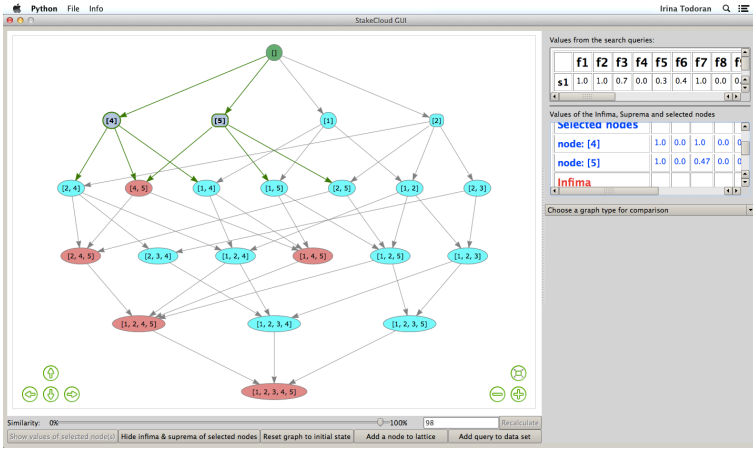 Python File Info Irina Todoran
StakeCloud GUI
[]
[4] [5] [1] [2]
[2, 4] [4, 5] [1, 4] [1, 5] [2, 5] [1, 2] [2, 3]
[2, 4, 5] [2, 3, 4] [1, 2, 4] [1, 4, 5] [1, 2, 5] [1, 2, 3]
[1, 2, 4, 5] [1, 2, 3, 4] [1, 2, 3, 5]
[1, 2, 3, 4, 5]
Similarity: 0% 100% 98 Recalculate
Show values of selected node(s) Hide infima & suprema of selected nodes Reset graph to initial state Add a node to lattice Add query to data set
Values from the search queries:
f1 f2 f3 f4 f5 f6 f7 f8
s1 1.0 1.0 0.7 0.0 0.3 0.4 1.0 0.0
Values of the Infima, Suprema and selected nodes
Selected nodes
node: [4] 1.0 0.0 1.0 0.0
node: [5] 1.0 0.0 0.47 0.0
Infima
Choose a graph type for comparison